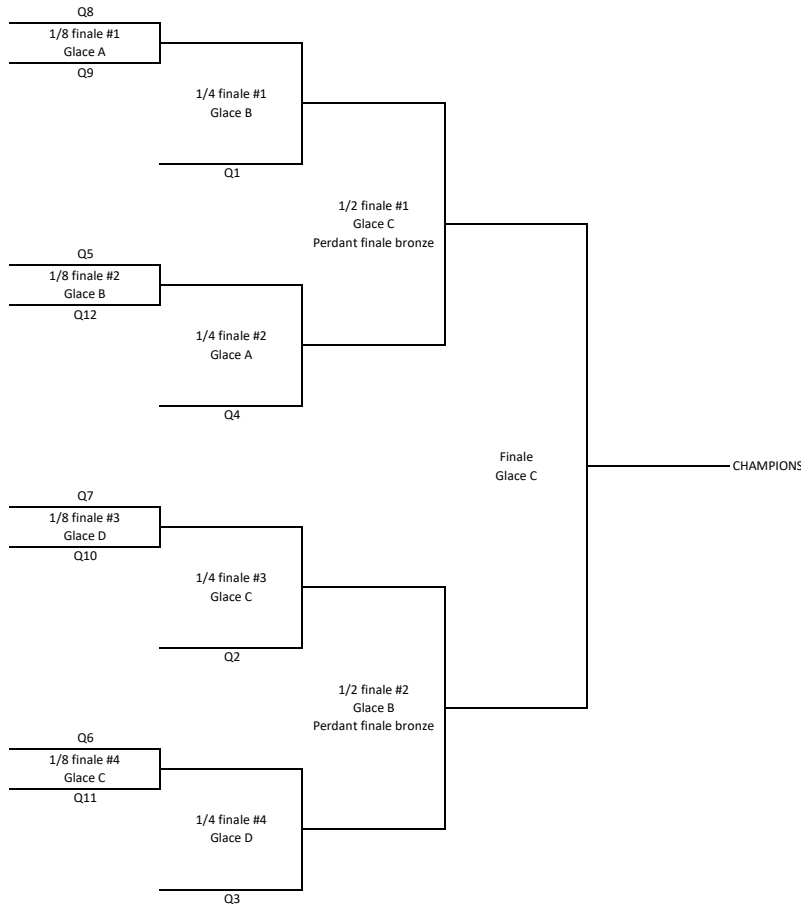 Q8
1/8 finale #1
Glace A
Q9
1/4 finale #1
Glace B
Q1
1/2 finale #1
Glace C
Perdant finale bronze
Q5
1/8 finale #2
Glace B
Q12
1/4 finale #2
Glace A
Q4
Finale
Glace C
CHAMPIONS
Q7
1/8 finale #3
Glace D
Q10
1/4 finale #3
Glace C
Q2
1/2 finale #2
Glace B
Perdant finale bronze
Q6
1/8 finale #4
Glace C
Q11
1/4 finale #4
Glace D
Q3